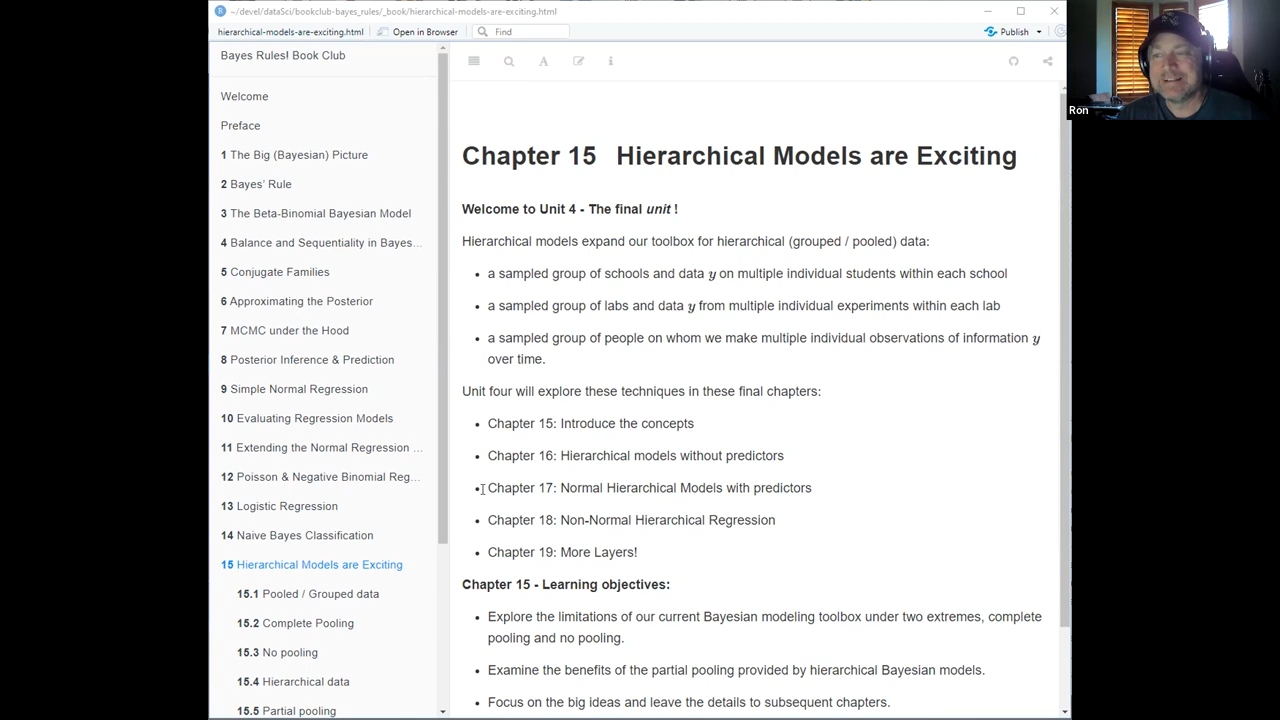 ~/devel/dataSci/bookclub-bayes_rules/_book/hierarchical-models-are-exciting.html
hierarchical-models-are-exciting.html
Open in Browser
Find
Publish
Ron
Bayes Rules! Book Club
Welcome
Preface
1 The Big (Bayesian) Picture
2 Bayes' Rule
3 The Beta-Binomial Bayesian Model
4 Balance and Sequentiality in Bayes...
5 Conjugate Families
6 Approximating the Posterior
7 MCMC under the Hood
8 Posterior Inference & Prediction
9 Simple Normal Regression
10 Evaluating Regression Models
11 Extending the Normal Regression ...
12 Poisson & Negative Binomial Reg...
13 Logistic Regression
14 Naive Bayes Classification
15 Hierarchical Models are Exciting
15.1 Pooled / Grouped data
15.2 Complete Pooling
15.3 No pooling
15.4 Hierarchical data
15.5 Partial pooling
Chapter 15 Hierarchical Models are Exciting
Welcome to Unit 4 - The final unit !
Hierarchical models expand our toolbox for hierarchical (grouped / pooled) data:
• a sampled group of schools and data y on multiple individual students within each school
• a sampled group of labs and data y from multiple individual experiments within each lab
• a sampled group of people on whom we make multiple individual observations of information y
over time.
Unit four will explore these techniques in these final chapters:
• Chapter 15: Introduce the concepts
• Chapter 16: Hierarchical models without predictors
• Chapter 17: Normal Hierarchical Models with predictors
• Chapter 18: Non-Normal Hierarchical Regression
• Chapter 19: More Layers!
Chapter 15 - Learning objectives:
• Explore the limitations of our current Bayesian modeling toolbox under two extremes, complete
pooling and no pooling.
• Examine the benefits of the partial pooling provided by hierarchical Bayesian models.
• Focus on the big ideas and leave the details to subsequent chapters.